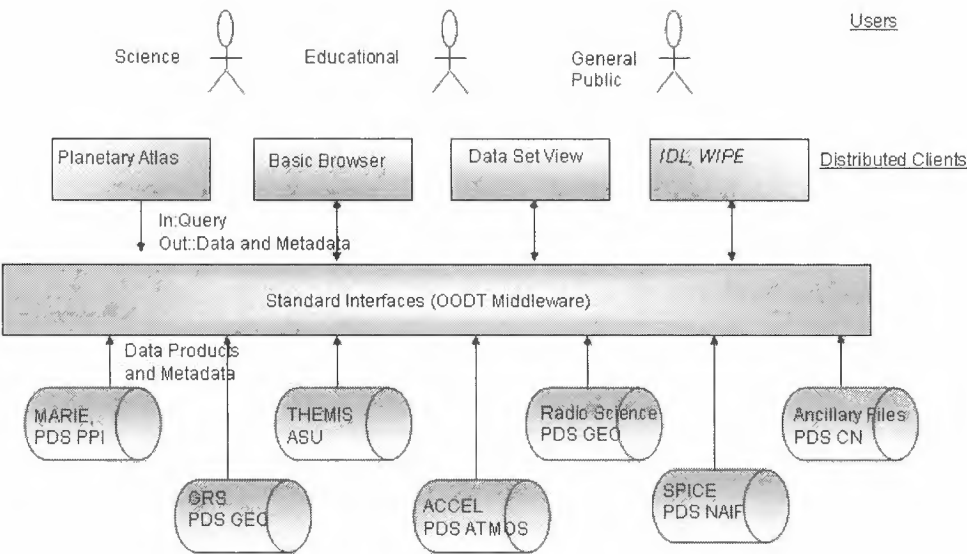 Users
Science
Educational
General
Public
Planetary Atlas
Basic Browser
Data Set View
IDL, WIPE
Distributed Clients
In:Query
Out::Data and Metadata
Standard Interfaces (OODT Middleware)
Data Products
and Metadata
MARIE,
PDS PPI
THEMIS
ASU
Radio Science
PDS GEO
Ancillary Files
PDS CN
GRS
PDS GEO
ACCEL
PDS ATMOS
SPICE
PDS NAIF